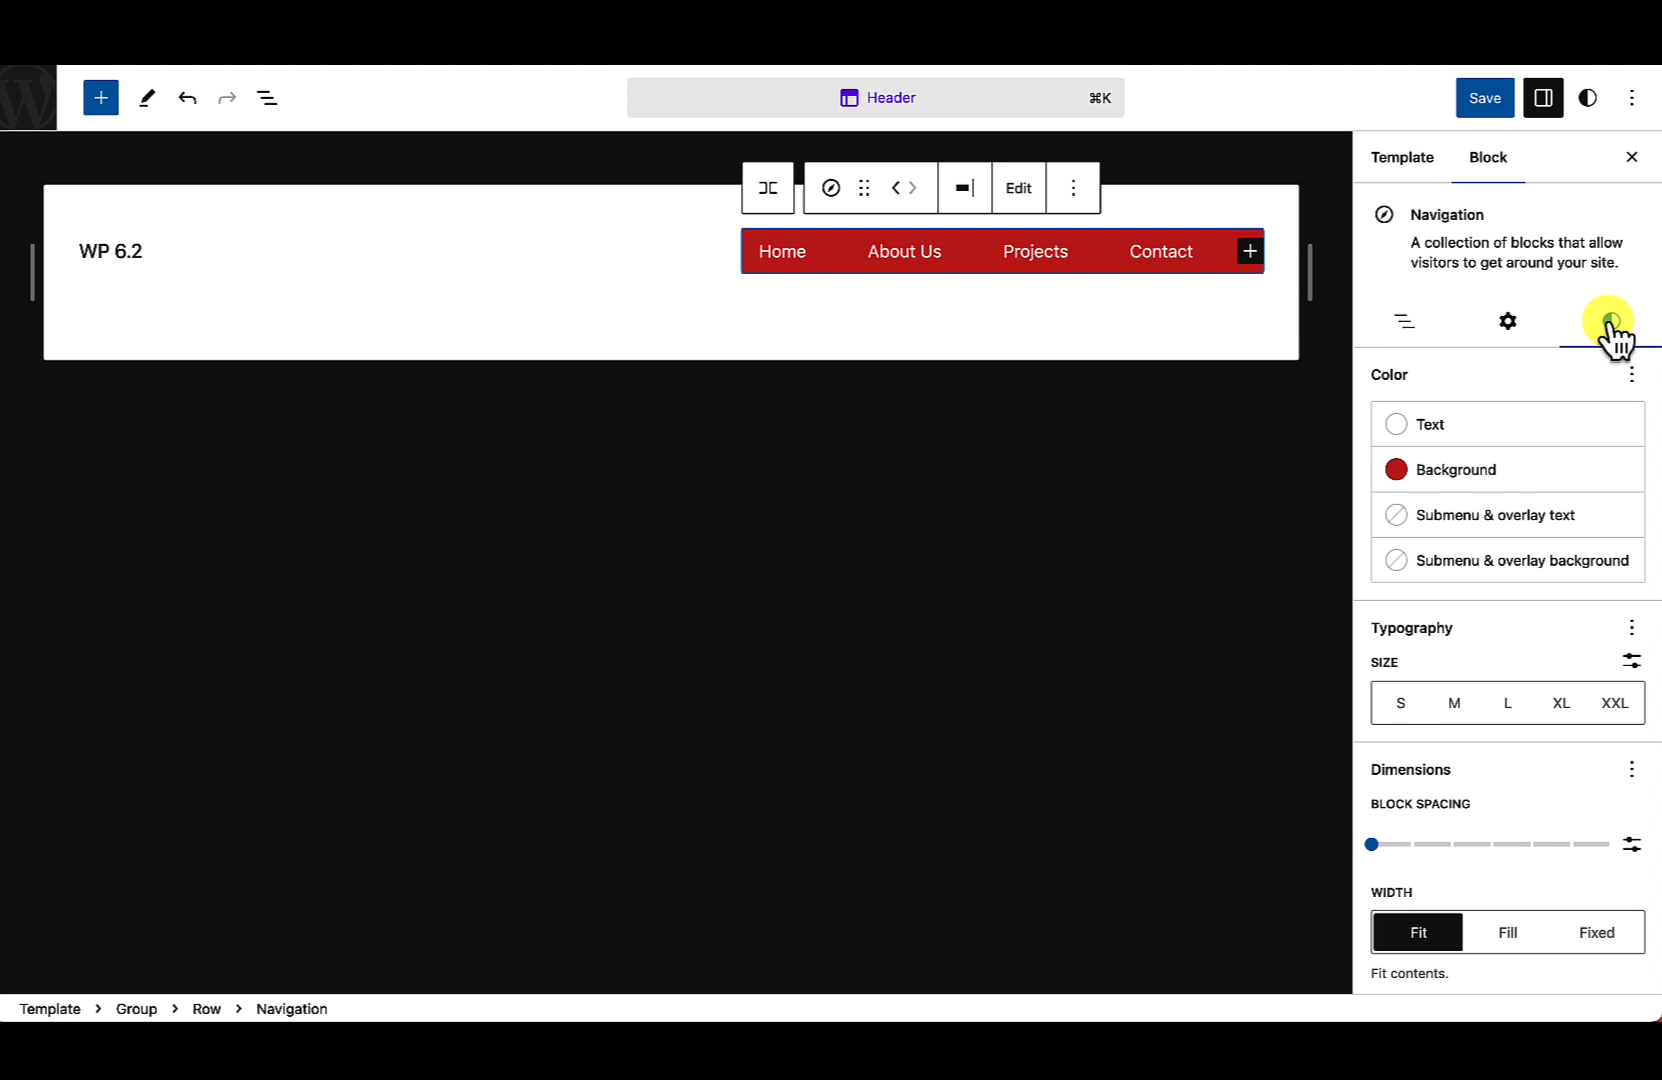 Header
⌘K
Save
Template
Block
Edit
Navigation
A collection of blocks that allow
visitors to get around your site.
WP 6.2
Home
About Us
Projects
Contact
Color
Text
Background
Submenu & overlay text
Submenu & overlay background
Typography
SIZE
S M L XL XXL
Dimensions
BLOCK SPACING
WIDTH
Fit Fill Fixed
Fit contents.
Template > Group > Row > Navigation